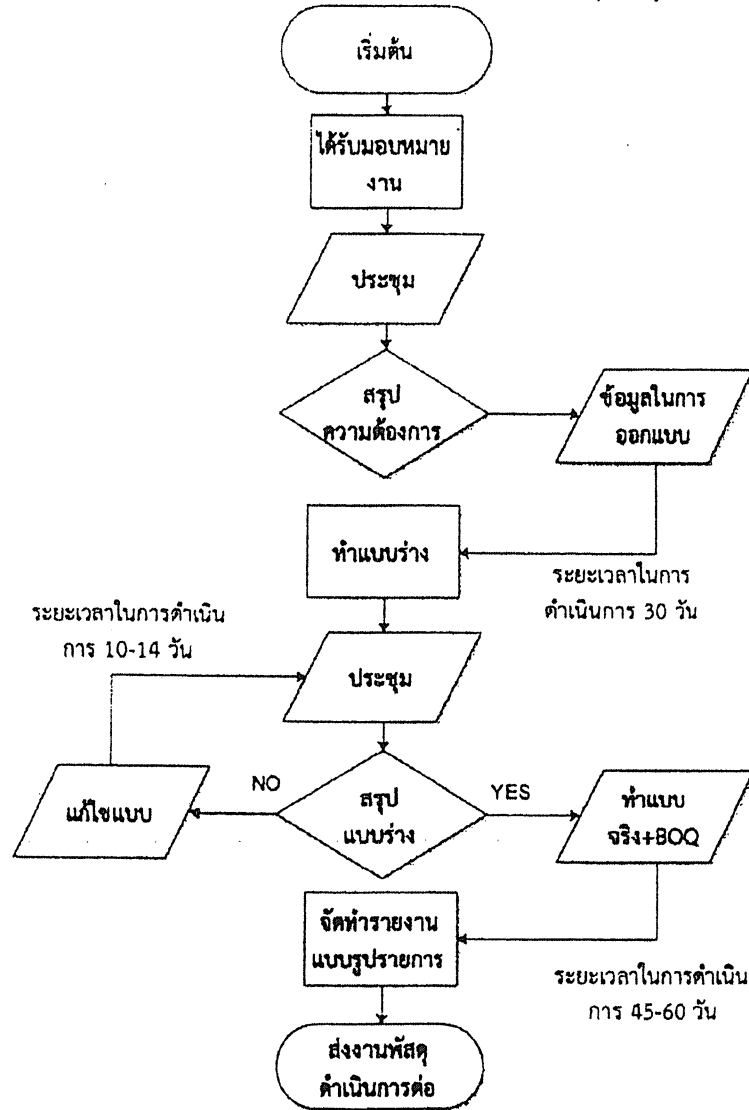 เริ่มต้น
ได้รับมอบหมาย
งาน
ประชุม
สรุป
ความต้องการ
ข้อมูลในการ
ออกแบบ
ทำแบบร่าง
ระยะเวลาในการ
ดำเนินการ 30 วัน
ระยะเวลาในการดำเนิน
การ 10-14 วัน
ประชุม
NO
YES
แก้ไขแบบ
สรุป
แบบร่าง
ทำแบบ
จริง+BOQ
จัดทำรายงาน
แบบรูปรายการ
ระยะเวลาในการดำเนิน
การ 45-60 วัน
ส่งงานพัสดุ
ดำเนินการต่อ